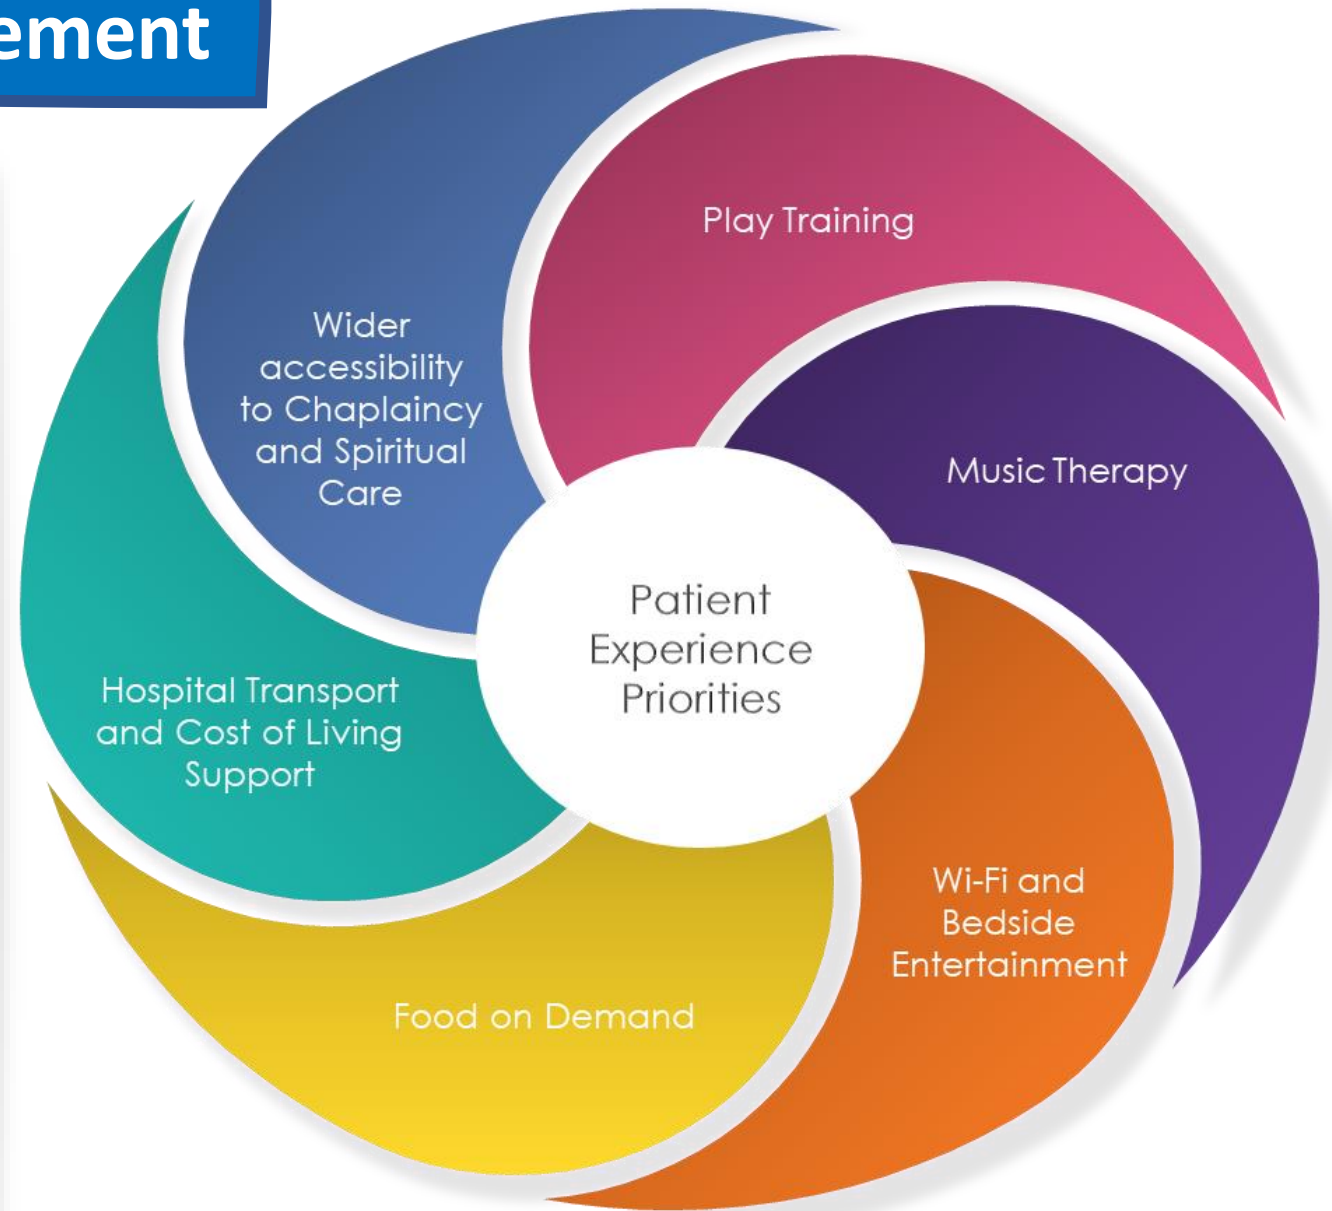 ement
Play Training
Wider
accessibility
to Chaplaincy
and Spiritual
Care
Music Therapy
Patient
Experience
Priorities
Hospital Transport
and Cost of Living
Support
Wi-Fi and
Bedside
Entertainment
Food on Demand